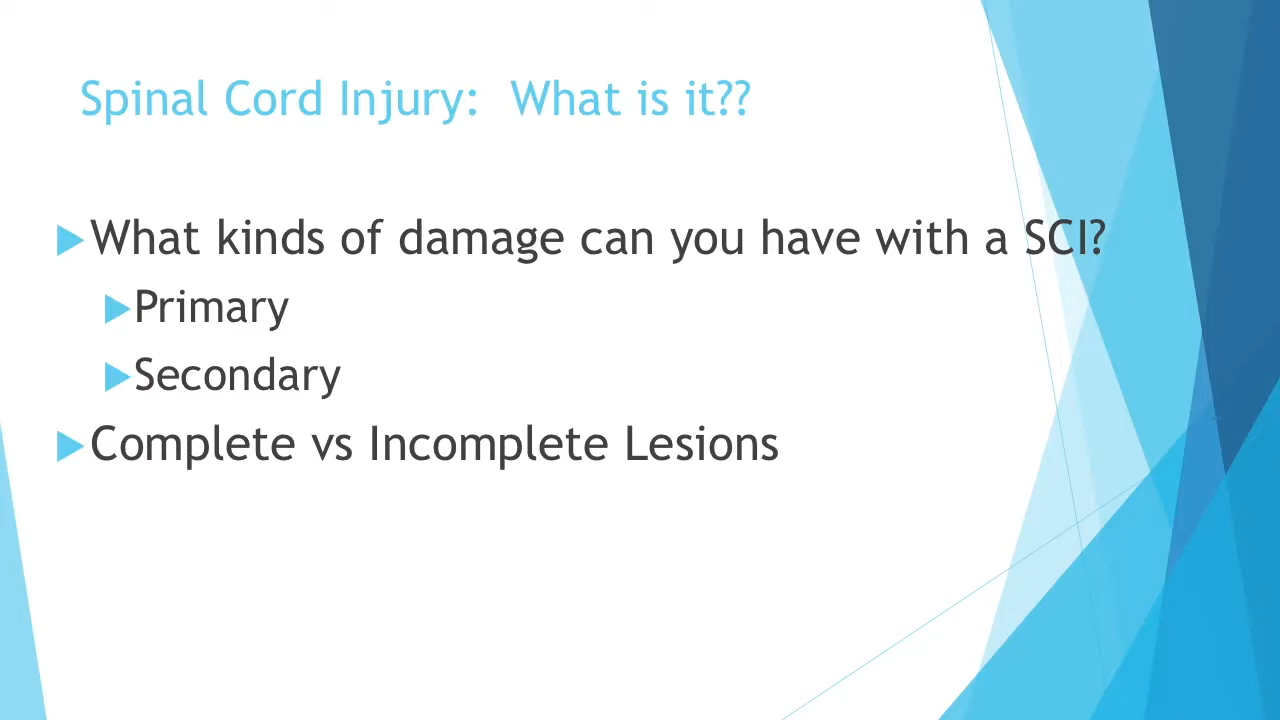 Spinal Cord Injury:  What is it??
What kinds of damage can you have with a SCI?
Primary
Secondary
Complete vs Incomplete Lesions